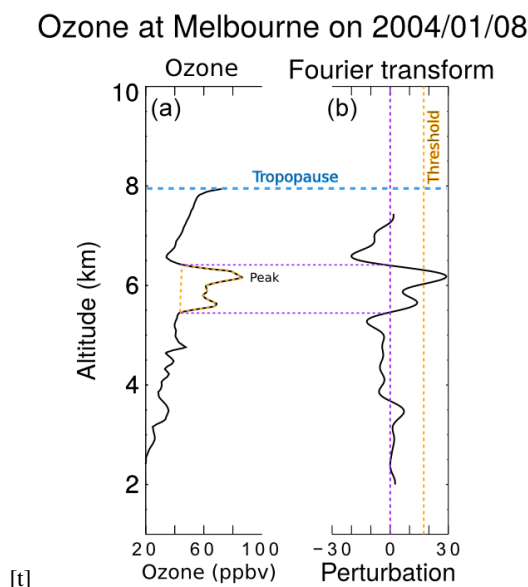 Ozone at Melbourne on 2004/01/08
Ozone
Fourier transform
(a)
(b)
Threshold
Tropopause
Peak
Altitude (km)
10
8
6
4
2
20 60 100
-30 0 30
Ozone (ppbv)
Perturbation
[t]